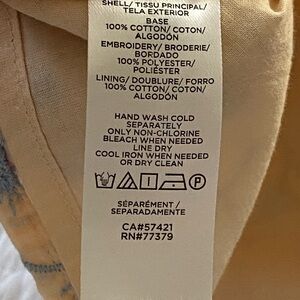 SHELL/ TISSU PRINCIPAL/
TELA EXTERIOR
BASE
100% COTTON/ COTON/
ALGODÓN
EMBROIDERY/ BRODERIE/
BORDADO
100% POLYESTER/
POLIÉSTER
LINING/ DOUBLURE/ FORRO
100% COTTON/ COTON/
ALGODÓN
HAND WASH COLD
SEPARATELY
ONLY NON-CHLORINE
BLEACH WHEN NEEDED
LINE DRY
COOL IRON WHEN NEEDED
OR DRY CLEAN
P
SÉPARÉMENT /
SEPARADAMENTE
CA#57421
RN#77379